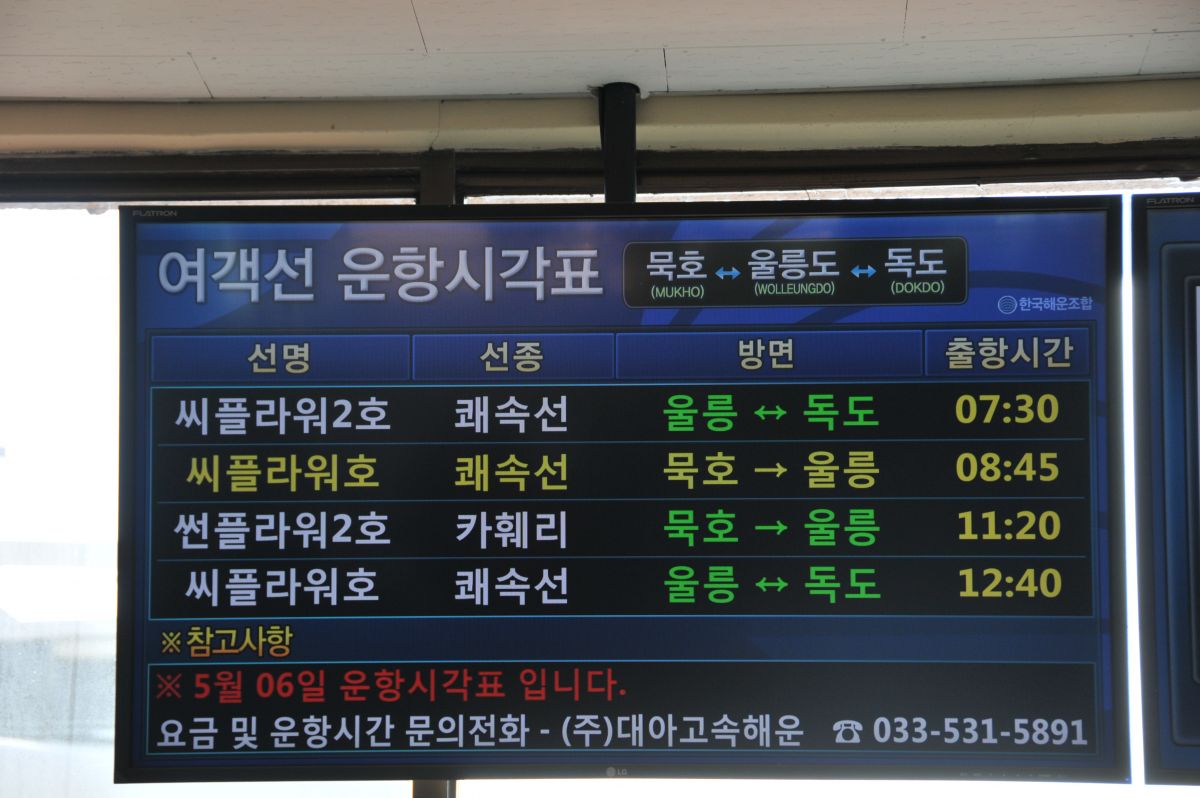 FLATRON
FLATRON
여객선 운항시각표 묵호 ↔ 울릉도 ↔ 독도
(MUKHO) (WOLLEUNGDO) (DOKDO)
한국해운조합
선명 선종 방면 출항시간
씨플라워2호 쾌속선 울릉 ↔ 독도 07:30
씨플라워호 쾌속선 묵호 → 울릉 08:45
썬플라워2호 카훼리 묵호 → 울릉 11:20
씨플라워호 쾌속선 울릉 ↔ 독도 12:40
※ 참고사항
※ 5월 06일 운항시각표 입니다.
요금 및 운항시간 문의전화 - (주)대아고속해운 ☎ 033-531-5891
LG